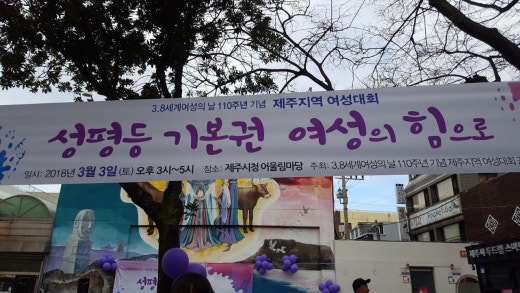 3.8세계여성의 날 110주년 기념 제주지역 여성대회
성평등 기본권 여성의 힘으로
일시: 2018년 3월 3일(토) 오후 3시~5시 장소: 제주시청 어울림마당 주최: 3.8세계여성의날 110주년 기념 제주지역 여성대회
성평등